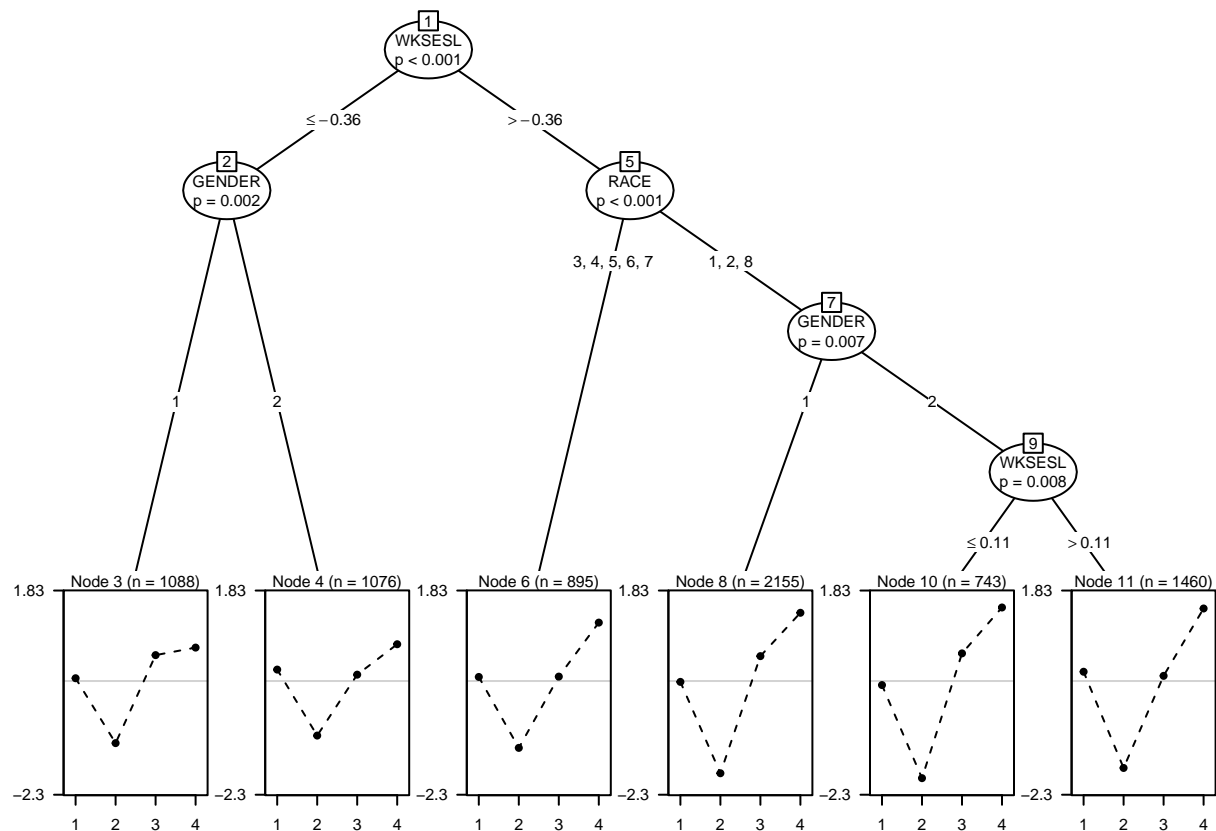 1
WKSESL
p < 0.001
≤ −0.36
> −0.36
2
GENDER
p = 0.002
5
RACE
p < 0.001
3, 4, 5, 6, 7
1, 2, 8
7
GENDER
p = 0.007
1
2
1
2
9
WKSESL
p = 0.008
≤ 0.11
> 0.11
Node 3 (n = 1088)
1.83
−2.3
1 2 3 4
Node 4 (n = 1076)
1.83
−2.3
1 2 3 4
Node 6 (n = 895)
1.83
−2.3
1 2 3 4
Node 8 (n = 2155)
1.83
−2.3
1 2 3 4
Node 10 (n = 743)
1.83
−2.3
1 2 3 4
Node 11 (n = 1460)
1.83
−2.3
1 2 3 4